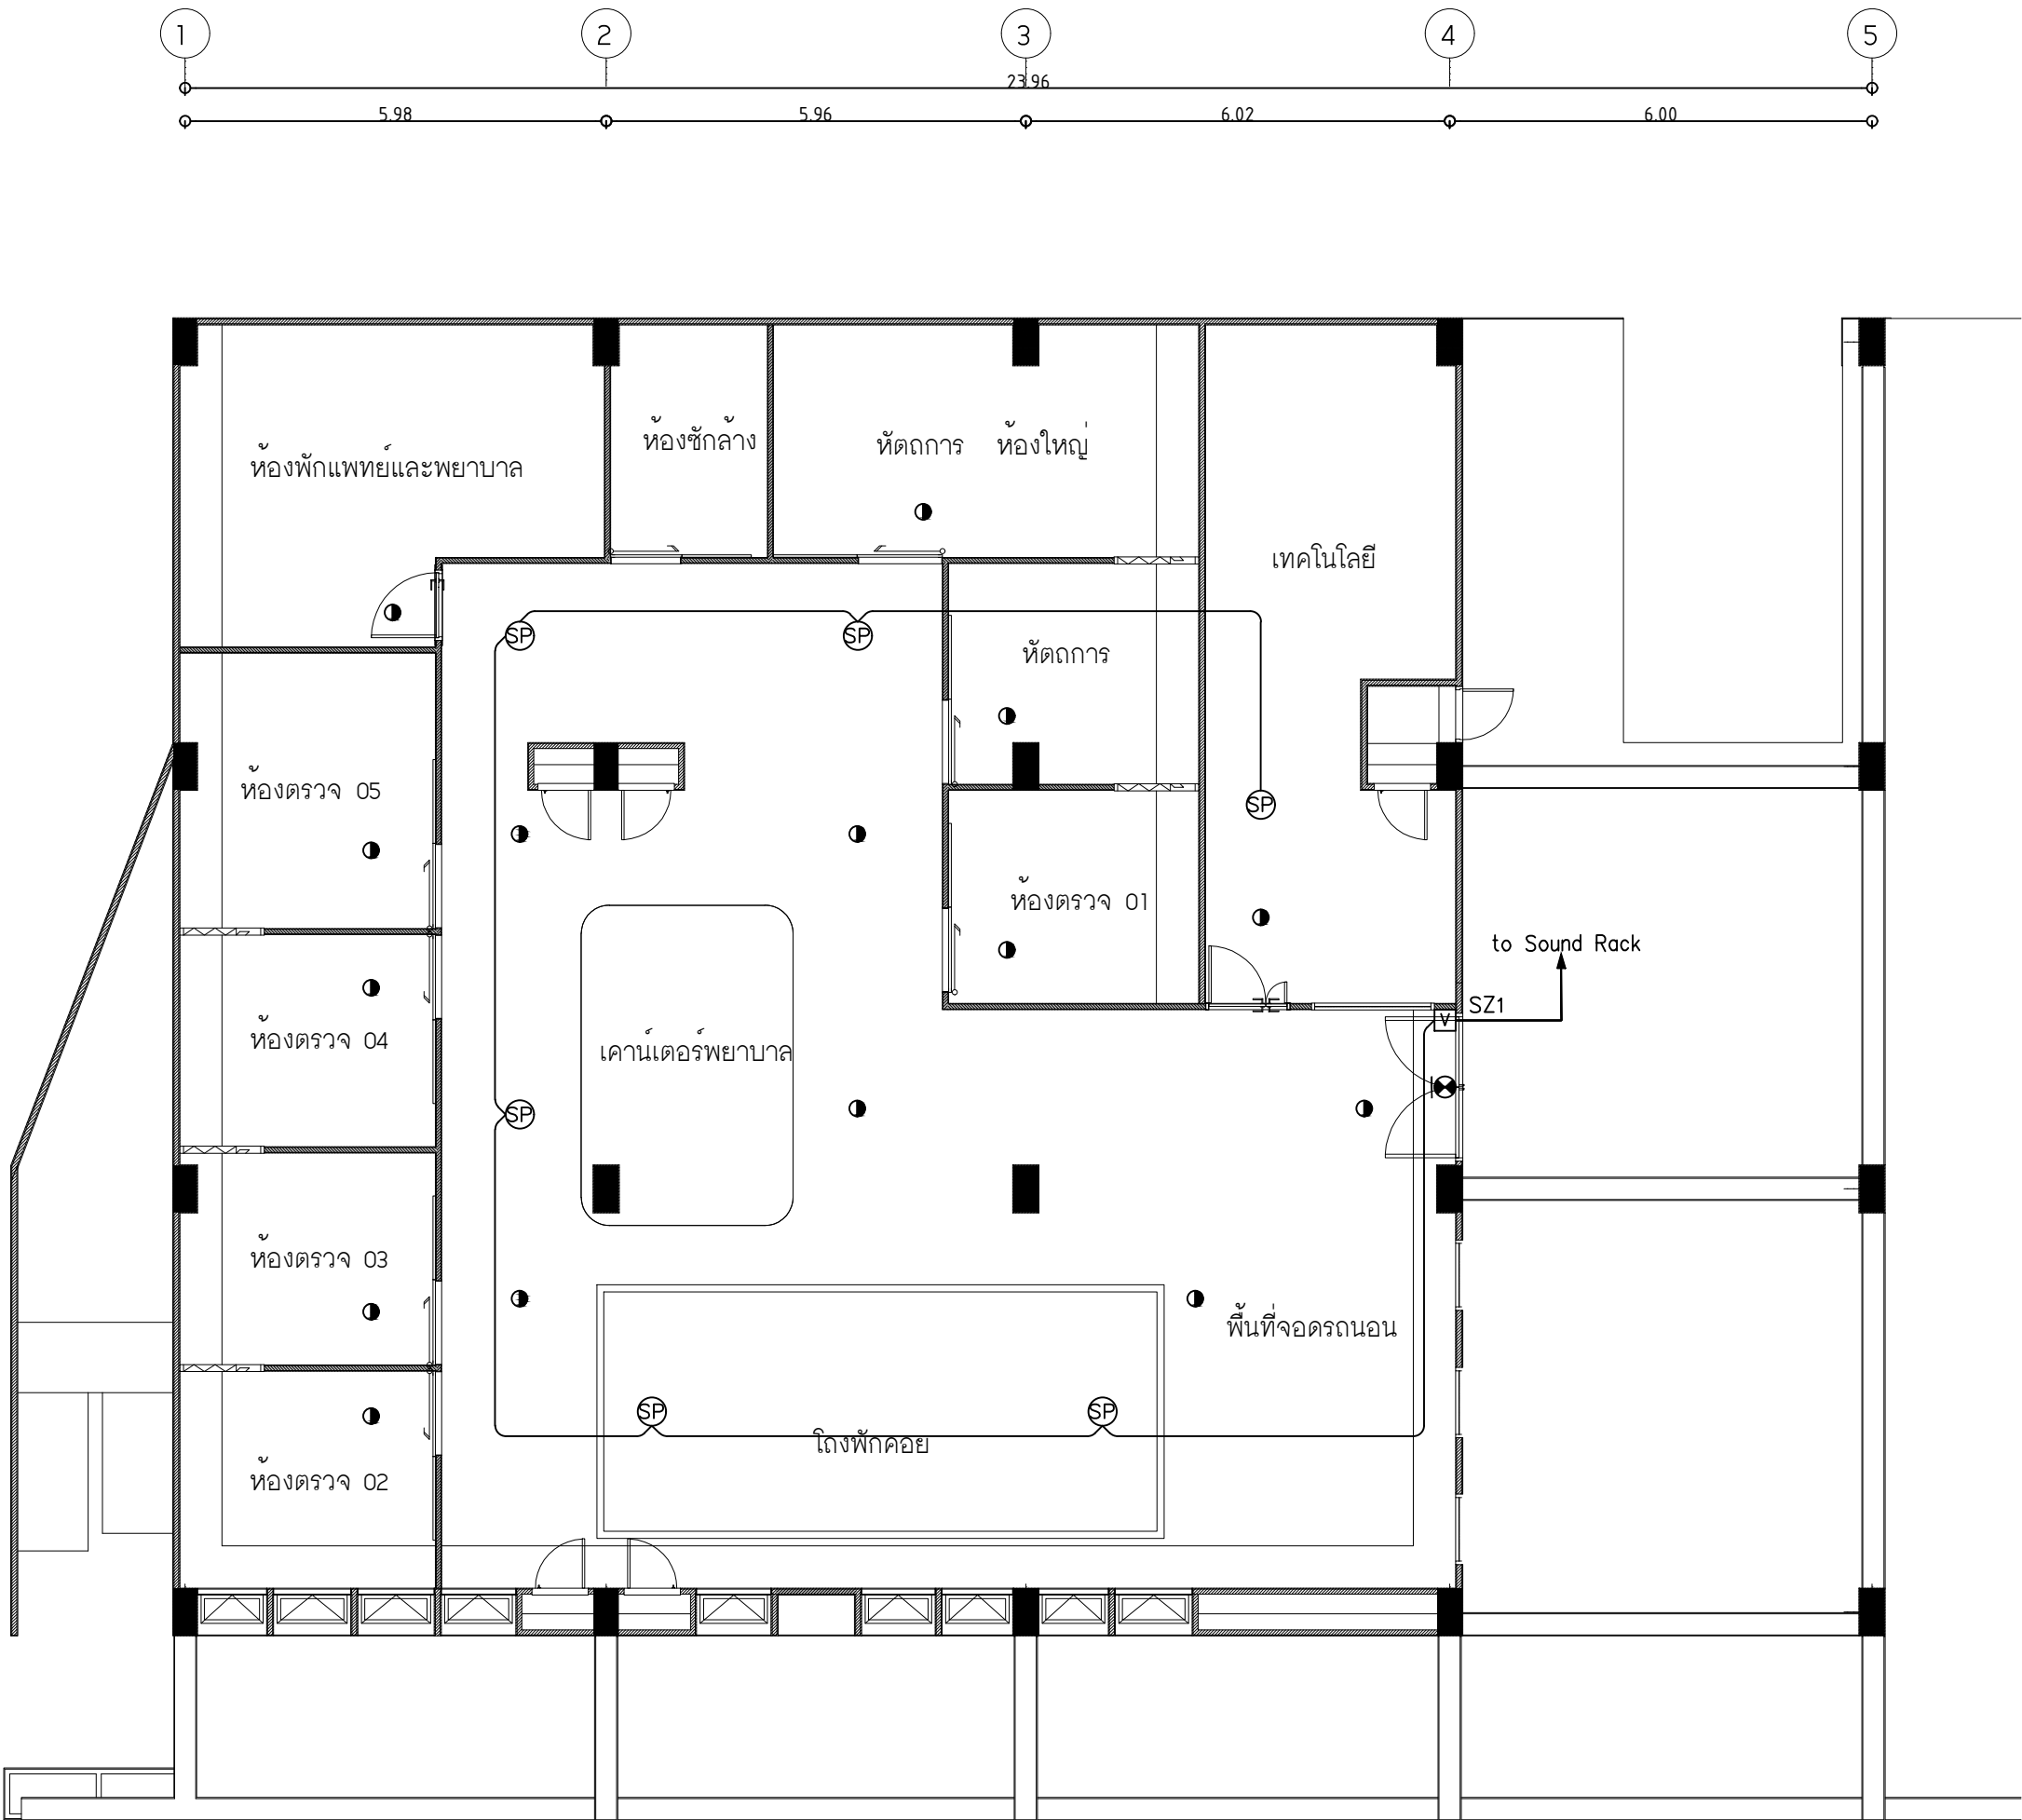 1 2 3 4 5
23.96
5.98 5.96 6.02 6.00
ห้องซักล้าง
หัตถการ ห้องใหญ่
ห้องพักแพทย์และพยาบาล
เทคโนโลยี
SP SP
หัตถการ
ห้องตรวจ 05
SP
ห้องตรวจ 01
to Sound Rack
SZ1
V
ห้องตรวจ 04
เคาน์เตอร์พยาบาล
SP
ห้องตรวจ 03
พื้นที่จอดรถนอน
SP SP
โถงพักคอย
ห้องตรวจ 02